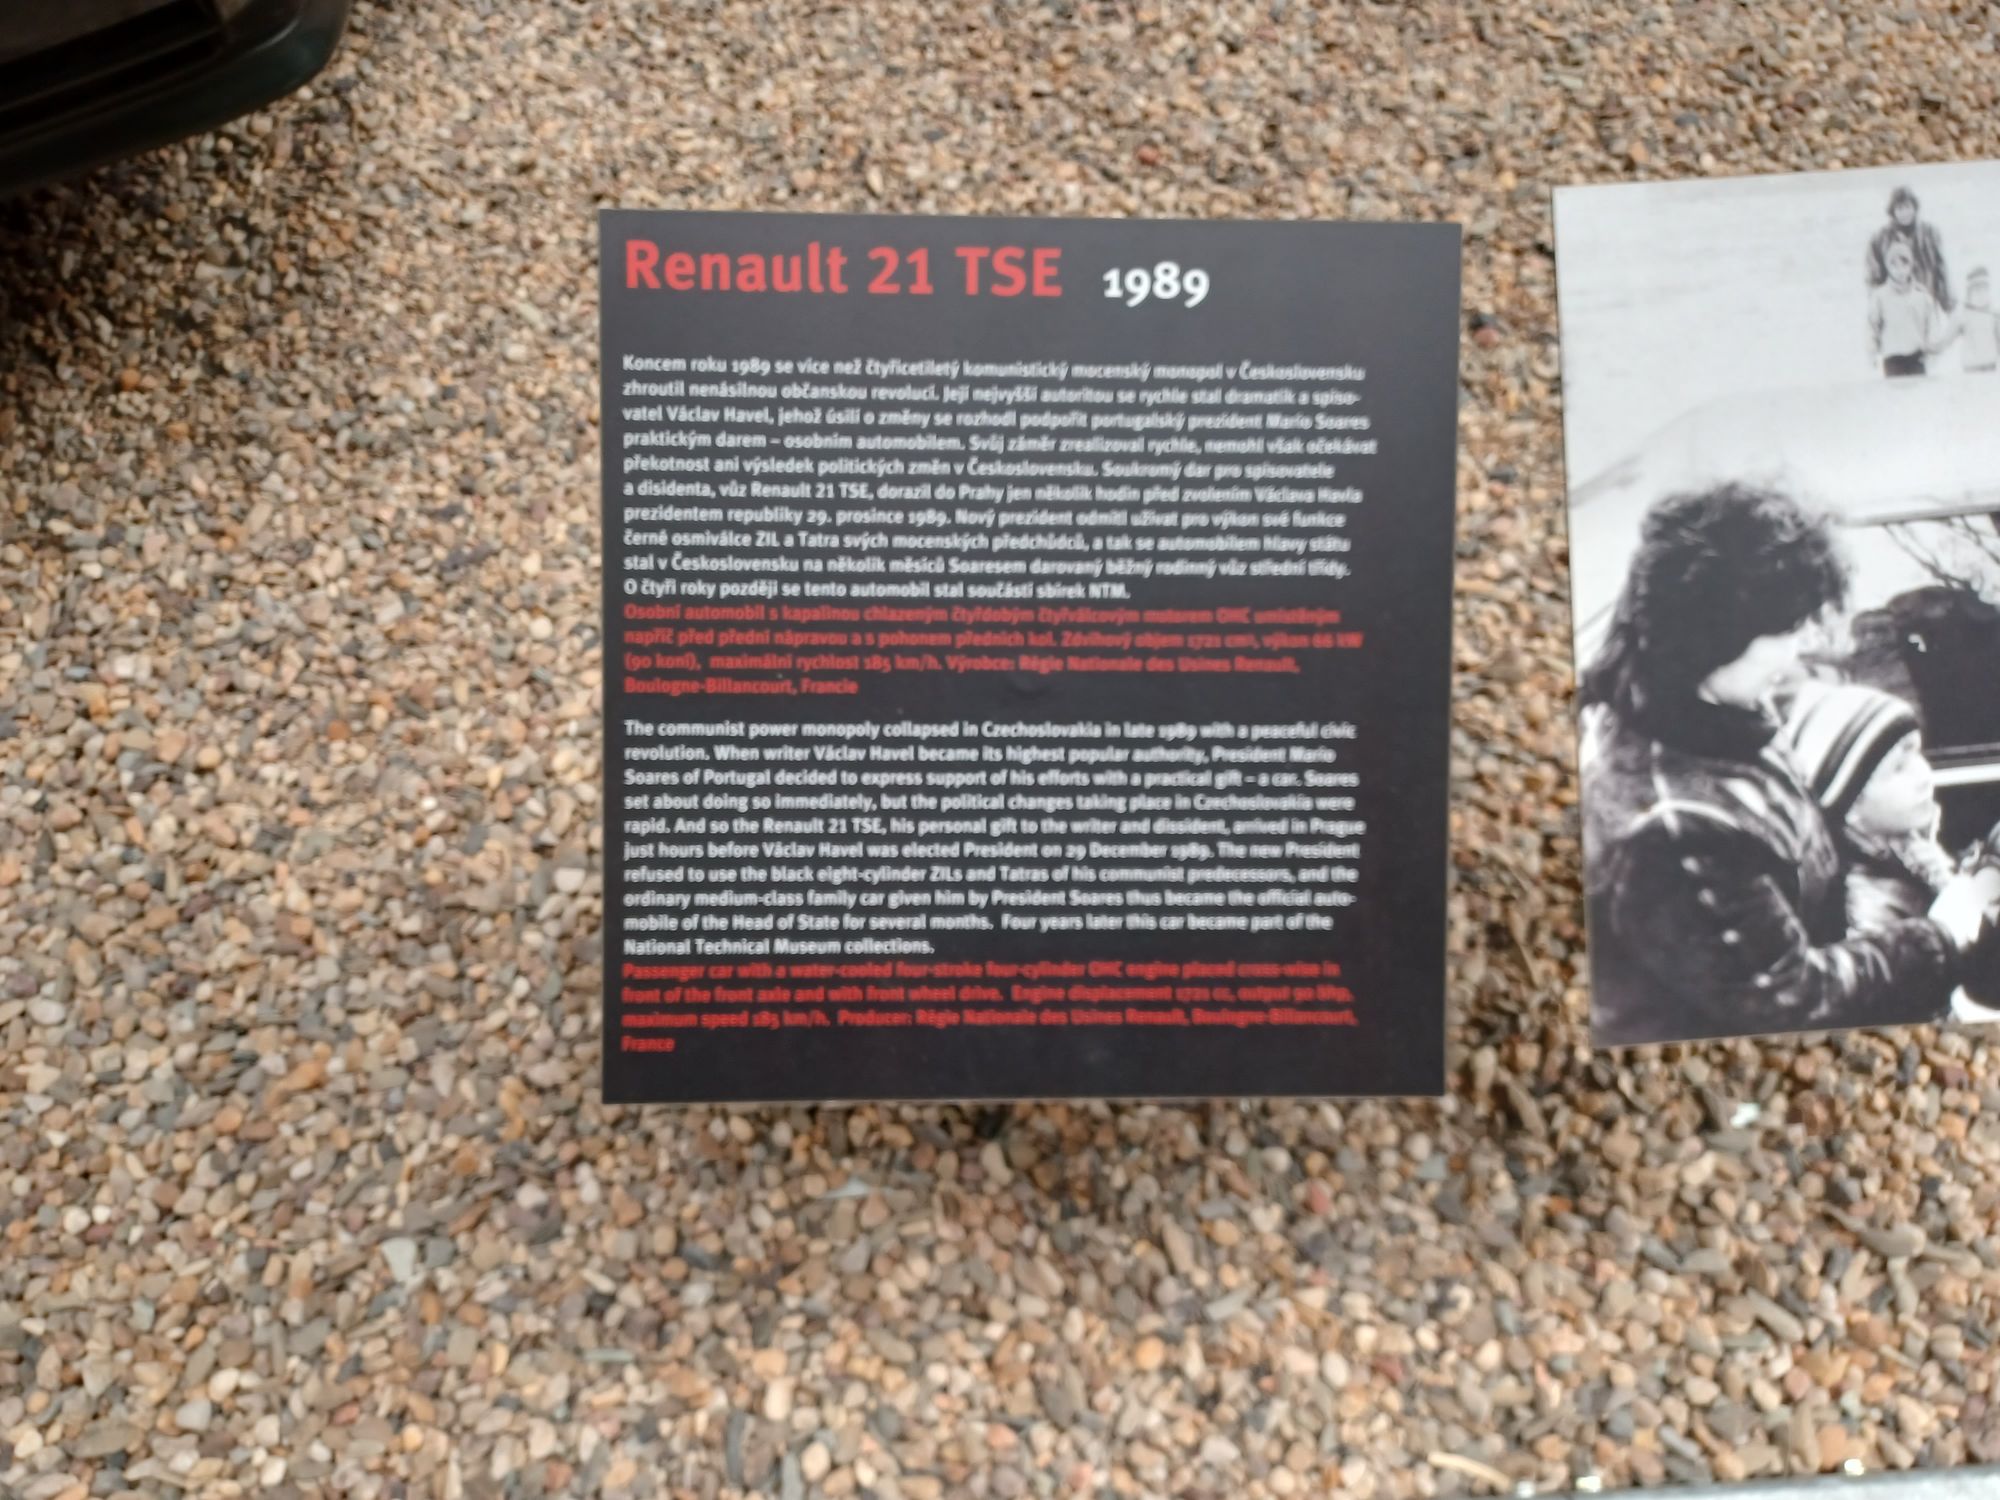 Renault 21 TSE 1989
Koncem roku 1989 se více než čtyřicetiletý komunistický mocenský monopol v Československu
zhroutil nenásilnou občanskou revolucí. Její nejvyšší autoritou se rychle stal dramatik a spiso-
vatel Václav Havel, jehož úsilí o změny se rozhodl podpořit portugalský prezident Mario Soares
praktickým darem – osobním automobilem. Svůj záměr zrealizoval rychle, nemohl však očekávat
překotnost ani výsledek politických změn v Československu. Soukromý dar pro spisovatele
a disidenta, vůz Renault 21 TSE, dorazil do Prahy jen několik hodin před zvolením Václava Havla
prezidentem republiky 29. prosince 1989. Nový prezident odmítl užívat pro výkon své funkce
černé osmiválce ZIL a Tatra svých mocenských předchůdců, a tak se automobilem hlavy státu
stal v Československu na několik měsíců Soaresem darovaný běžný rodinný vůz střední třídy.
O čtyři roky později se tento automobil stal součástí sbírek NTM.
Osobní automobil s kapalinou chlazeným čtyřdobým čtyřválcovým motorem OHC umístěným
napříč před přední nápravou a s pohonem předních kol. Zdvihový objem 1721 cm³, výkon 66 kW
(90 koní), maximální rychlost 185 km/h. Výrobce: Régie Nationale des Usines Renault,
Boulogne-Billancourt, Francie
The communist power monopoly collapsed in Czechoslovakia in late 1989 with a peaceful civic
revolution. When writer Václav Havel became its highest popular authority, President Mario
Soares of Portugal decided to express support of his efforts with a practical gift – a car. Soares
set about doing so immediately, but the political changes taking place in Czechoslovakia were
rapid. And so the Renault 21 TSE, his personal gift to the writer and dissident, arrived in Prague
just hours before Václav Havel was elected President on 29 December 1989. The new President
refused to use the black eight-cylinder ZILs and Tatras of his communist predecessors, and the
ordinary medium-class family car given him by President Soares thus became the official auto-
mobile of the Head of State for several months. Four years later this car became part of the
National Technical Museum collections.
Passenger car with a water-cooled four-stroke four-cylinder OHC engine placed cross-wise in
front of the front axle and with front wheel drive. Engine displacement 1721 cc, output 90 bhp,
maximum speed 185 km/h. Producer: Régie Nationale des Usines Renault, Boulogne-Billancourt,
France